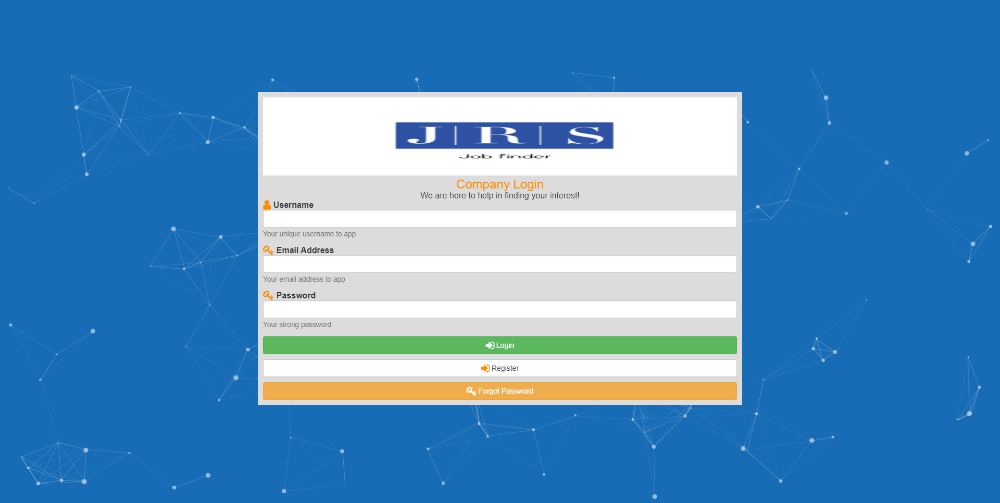 J|R|S
Job finder
Company Login
We are here to help in finding your interest!
Username
Your unique username to app
Email Address
Your email address to app
Password
Your strong password
Login
Register
Forgot Password